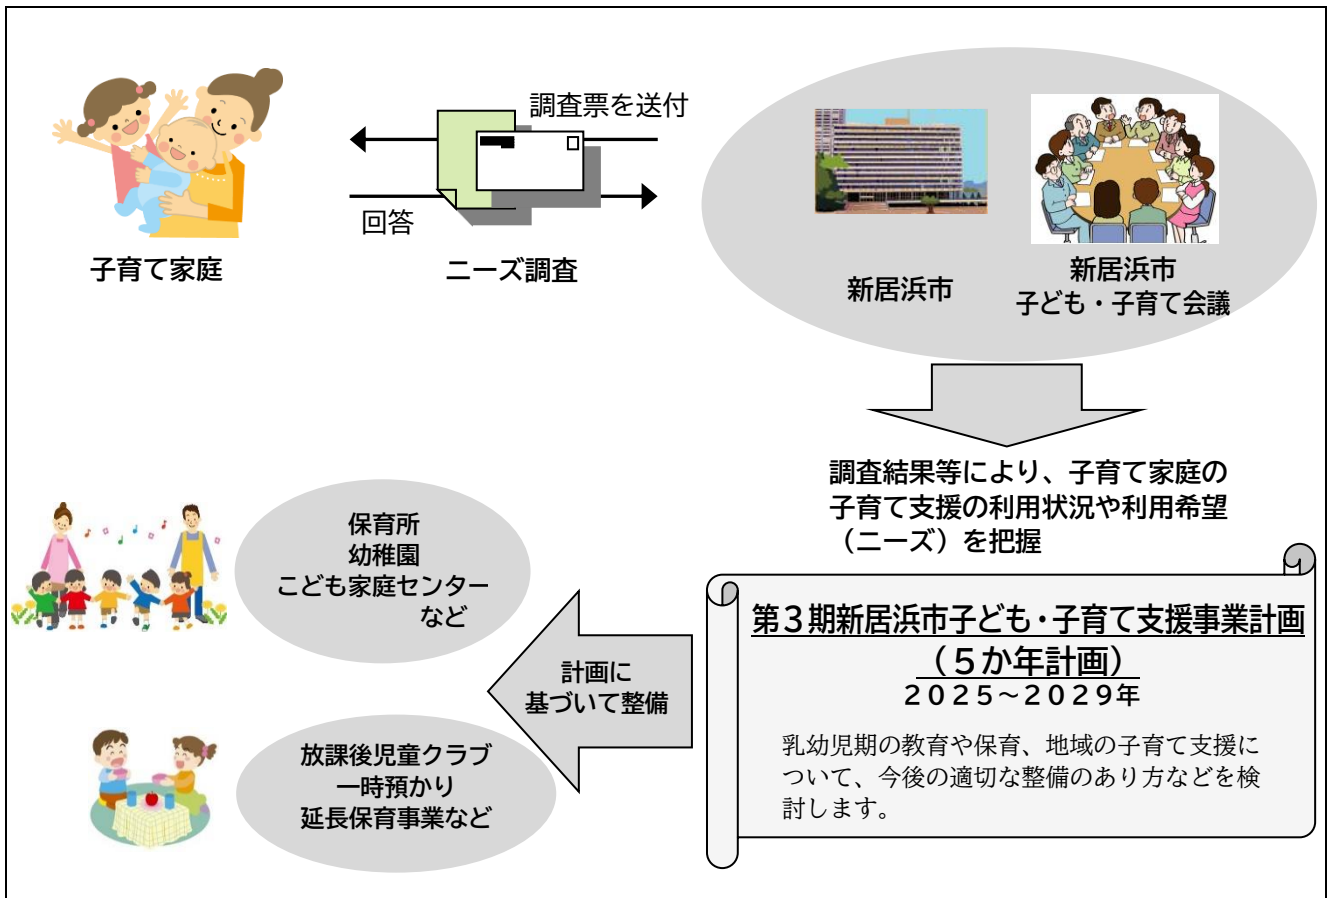 調査票を送付
回答
子育て家庭
ニーズ調査
新居浜市
新居浜市
子ども・子育て会議
調査結果等により、子育て家庭の
子育て支援の利用状況や利用希望
（ニーズ）を把握
第３期新居浜市子ども・子育て支援事業計画
（５か年計画）
２０２５～２０２９年
乳幼児期の教育や保育、地域の子育て支援に
ついて、今後の適切な整備のあり方などを検
討します。
計画に
基づいて整備
保育所
幼稚園
こども家庭センター
など
放課後児童クラブ
一時預かり
延長保育事業など